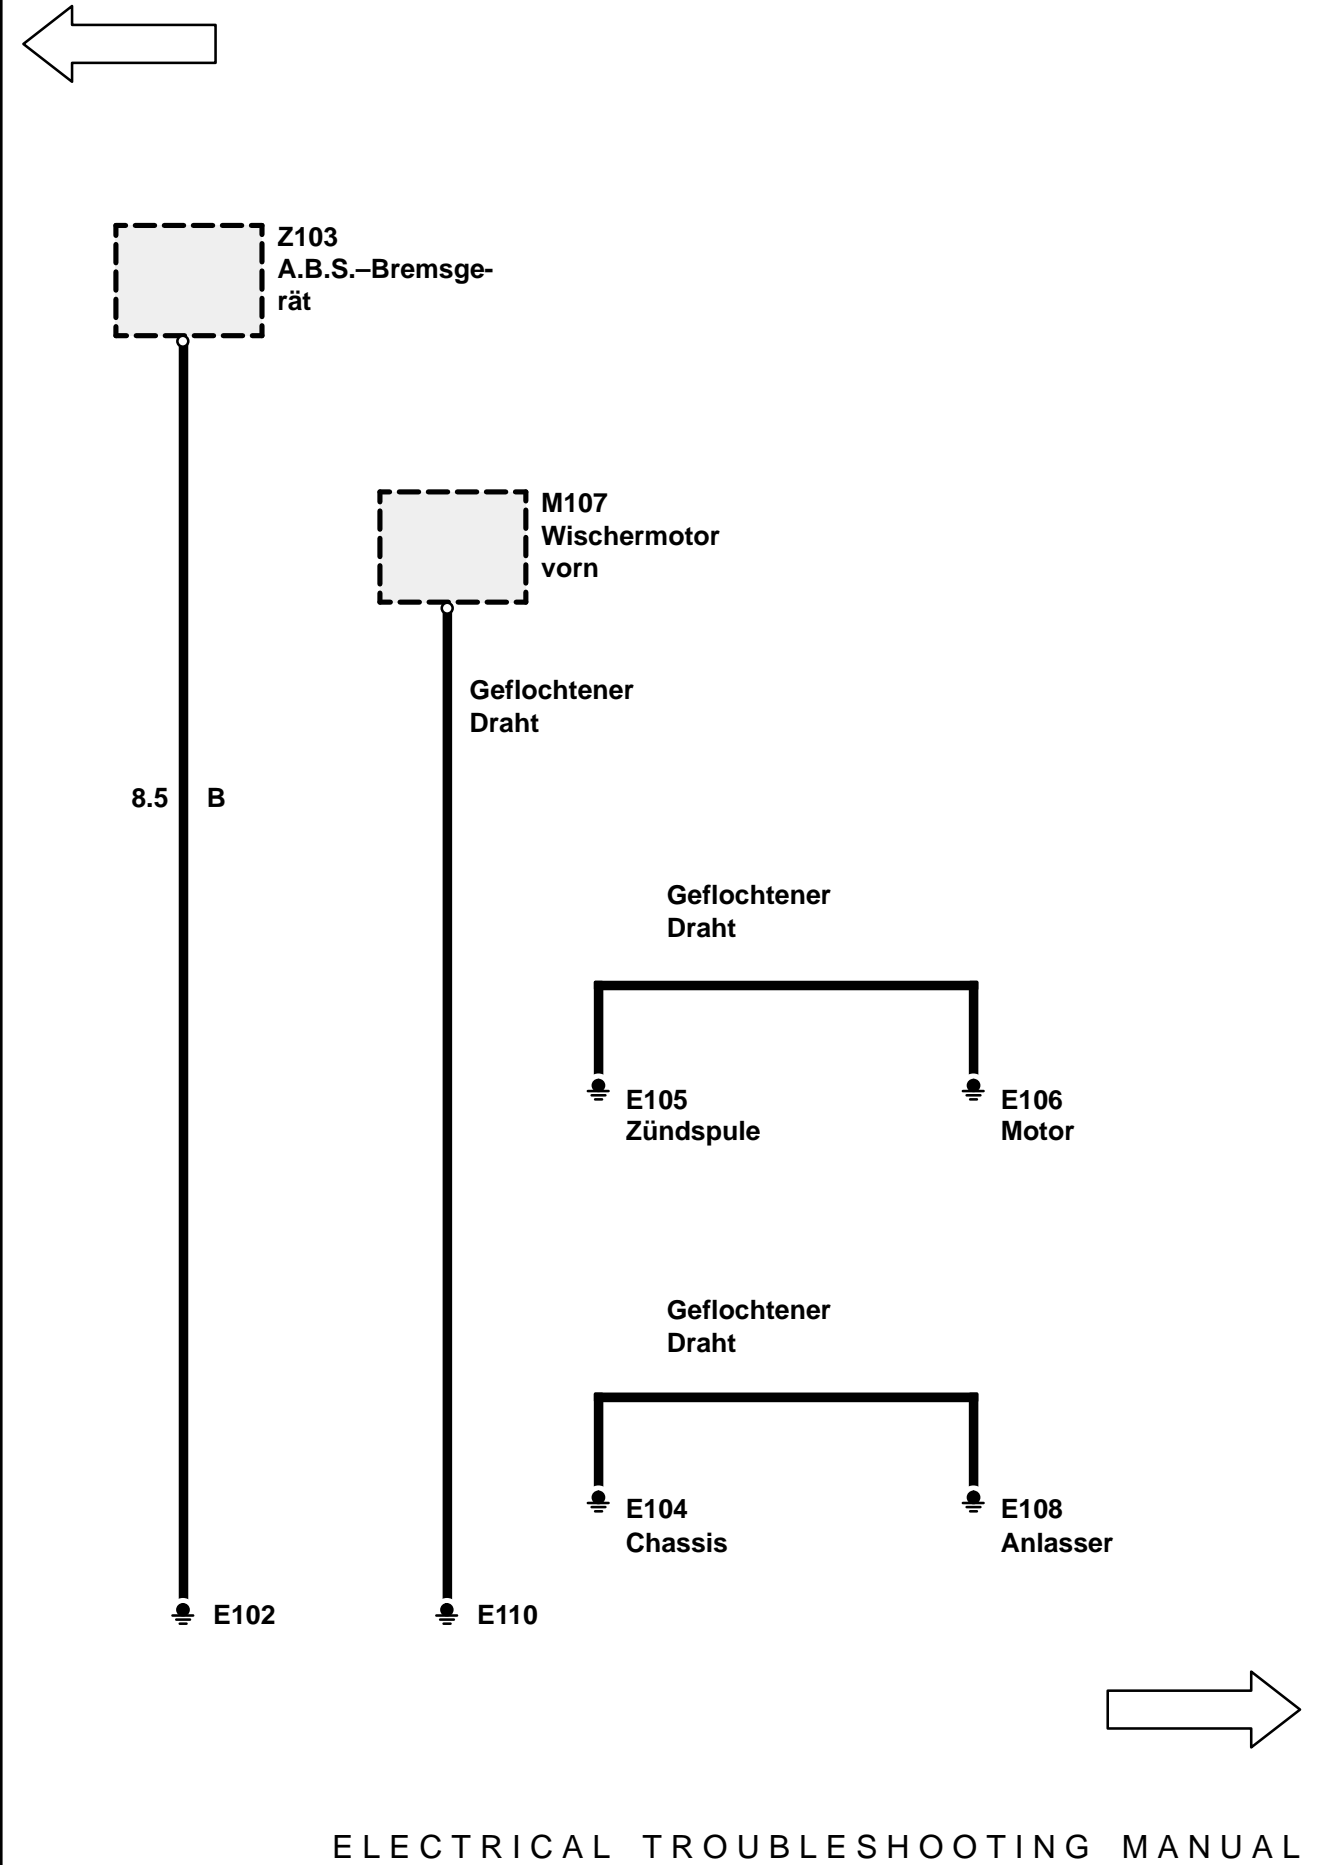 Z103
A.B.S.–Bremsge-
rät
M107
Wischermotor
vorn
Geflochtener
Draht
8.5 B
Geflochtener
Draht
E105
Zündspule
E106
Motor
Geflochtener
Draht
E104
Chassis
E108
Anlasser
E102
E110
ELECTRICAL TROUBLESHOOTING MANUAL